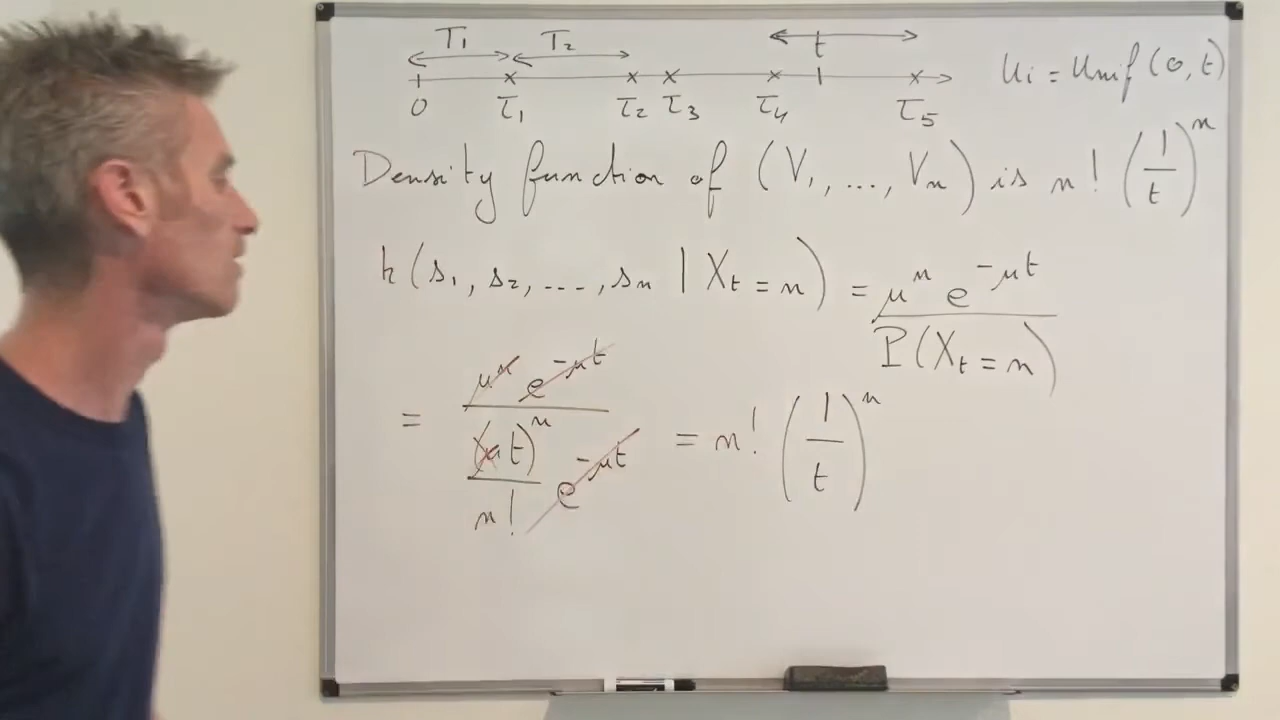 T₁ T₂ t
0 τ₁ τ₂ τ₃ τ₄ τ₅
Uᵢ = Unif (0, t)
Density function of (V₁, ..., Vₙ) is n! (1/t)ⁿ
h(s₁, s₂, ..., sₙ | Xₜ = n) = μⁿ e^(-μt) / P(Xₜ = n)
= μⁿ e^(-μt) / ((μt)ⁿ / n! e^(-μt)) = n! (1/t)ⁿ